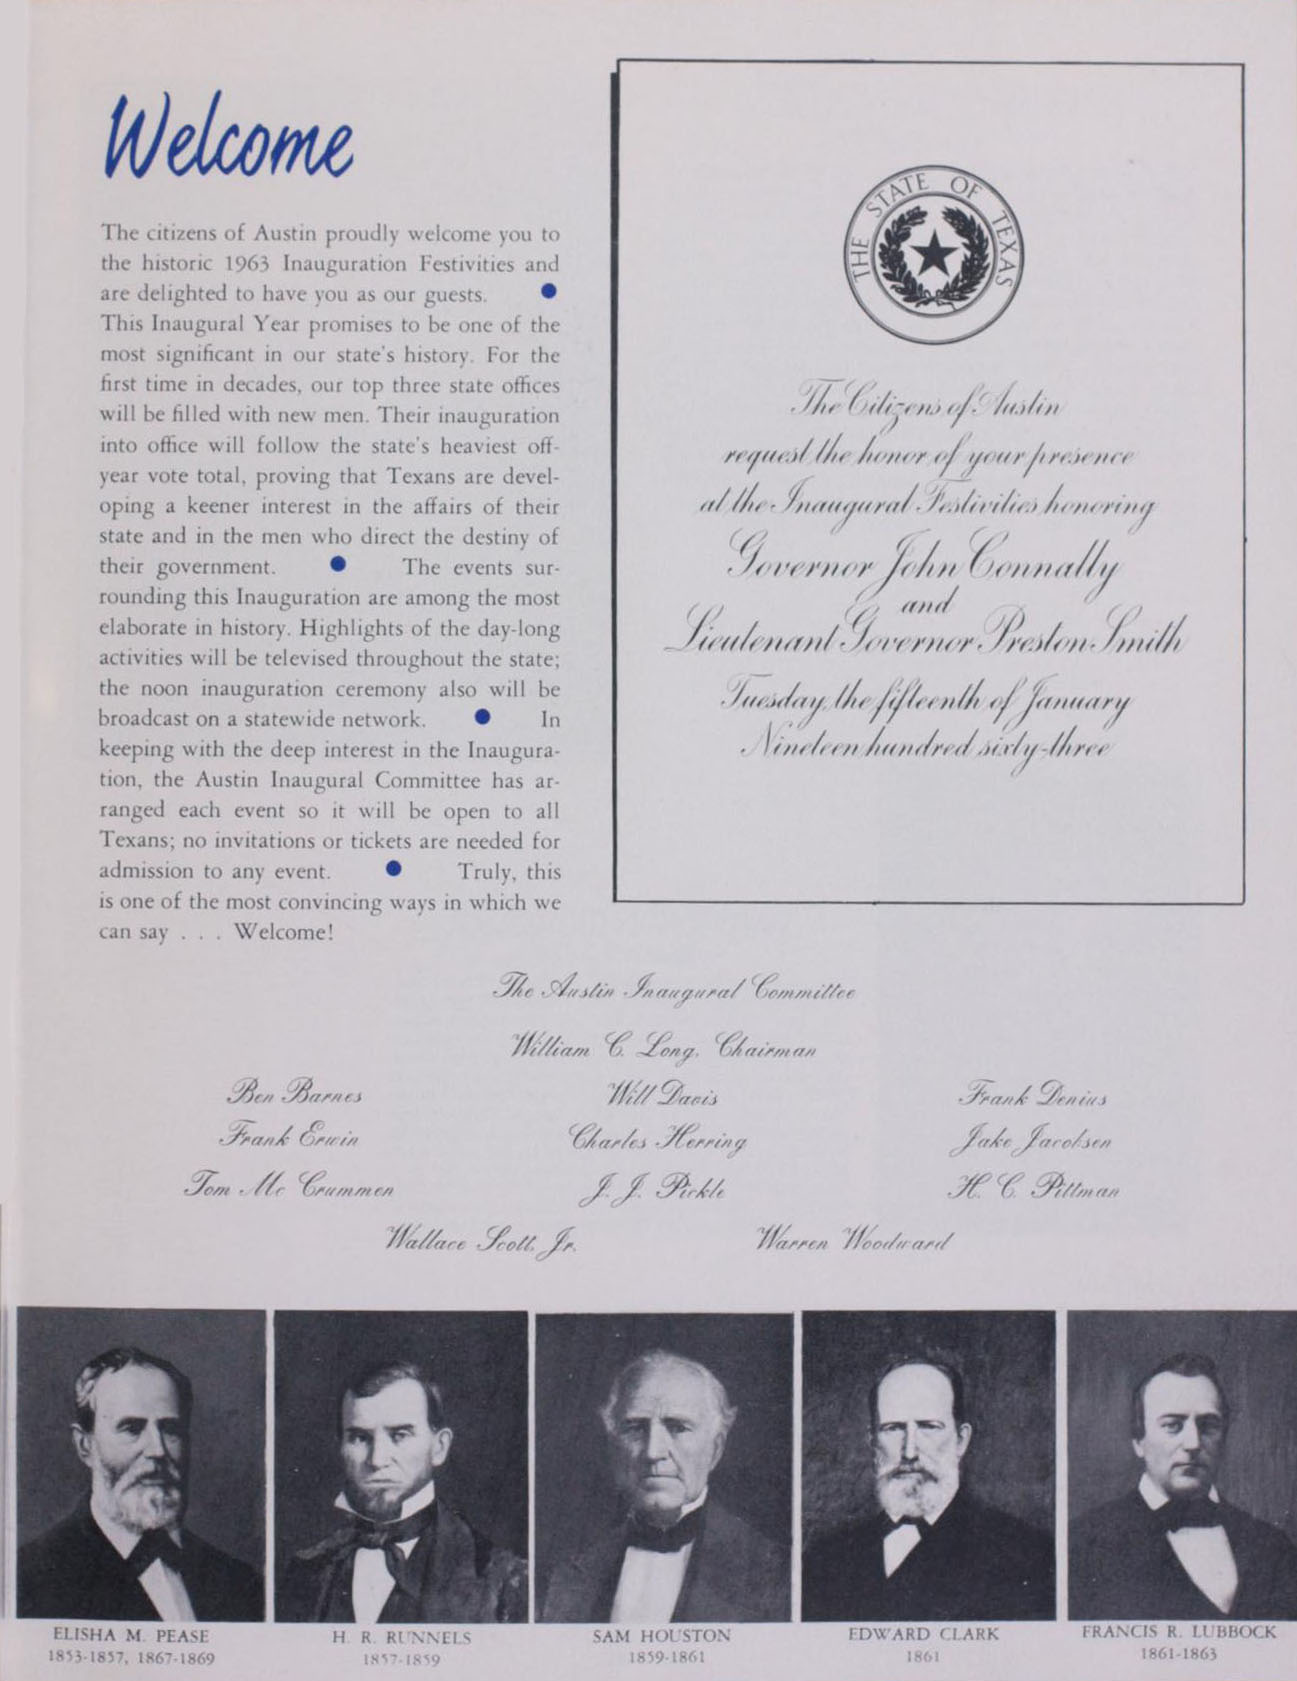 Welcome
The citizens of Austin proudly welcome you to
the historic 1963 Inauguration Festivities and
are delighted to have you as our guests. ●
This Inaugural Year promises to be one of the
most significant in our state's history. For the
first time in decades, our top three state offices
will be filled with new men. Their inauguration
into office will follow the state's heaviest off-
year vote total, proving that Texans are devel-
oping a keener interest in the affairs of their
state and in the men who direct the destiny of
their government. ● The events sur-
rounding this Inauguration are among the most
elaborate in history. Highlights of the day-long
activities will be televised throughout the state;
the noon inauguration ceremony also will be
broadcast on a statewide network. ● In
keeping with the deep interest in the Inaugura-
tion, the Austin Inaugural Committee has ar-
ranged each event so it will be open to all
Texans; no invitations or tickets are needed for
admission to any event. ● Truly, this
is one of the most convincing ways in which we
can say . . . Welcome!
THE STATE OF TEXAS
The Citizens of Austin
request the honor of your presence
at the Inaugural Festivities honoring
Governor John Connally
and
Lieutenant Governor Preston Smith
Tuesday, the fifteenth of January
Nineteen hundred sixty-three
The Austin Inaugural Committee
William C. Long, Chairman
Ben Barnes Will Davis Frank Denius
Frank Erwin Charles Herring Jake Jacobsen
Tom Mc Crummen J. J. Pickle H. C. Pittman
Wallace Scott, Jr. Warren Woodward
ELISHA M. PEASE
1853-1857, 1867-1869
H. R. RUNNELS
1857-1859
SAM HOUSTON
1859-1861
EDWARD CLARK
1861
FRANCIS R. LUBBOCK
1861-1863